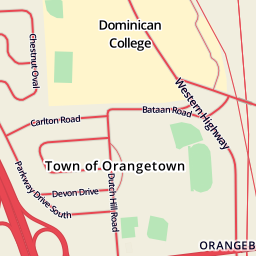 Dominican
College
Chestnut Oval
Western Highway
Bataan Road
Carlton Road
Town of Orangetown
Devon Drive
Parkway Drive South
Dutch Hill Road
ORANGEB